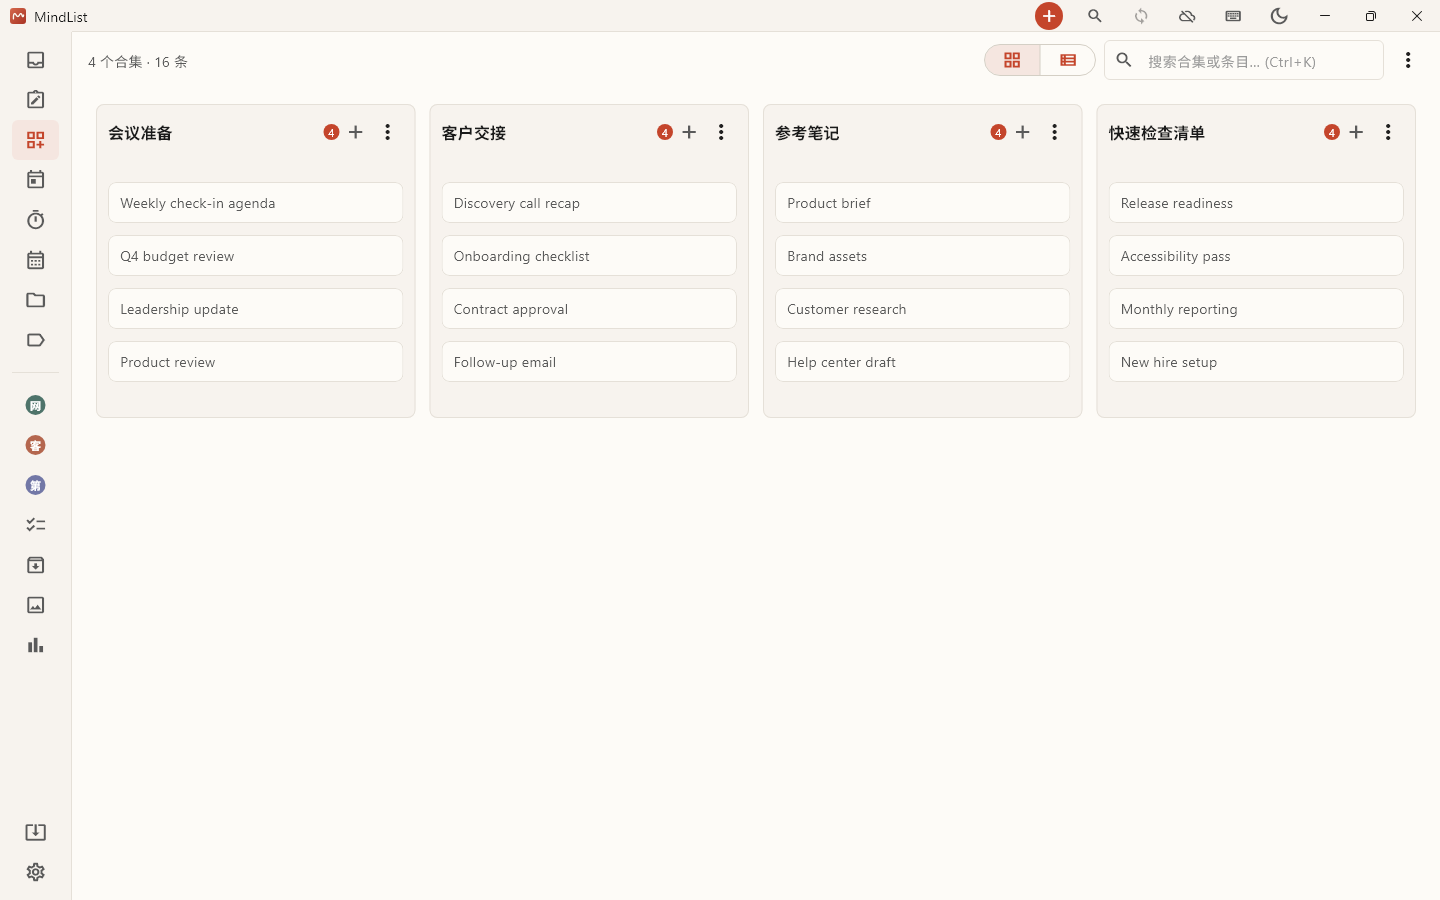 MindList
4 个合集 · 16 条
搜索合集或条目... (Ctrl+K)
会议准备
4
Weekly check-in agenda
Q4 budget review
Leadership update
Product review
客户交接
4
Discovery call recap
Onboarding checklist
Contract approval
Follow-up email
参考笔记
4
Product brief
Brand assets
Customer research
Help center draft
快速检查清单
4
Release readiness
Accessibility pass
Monthly reporting
New hire setup
网
客
第